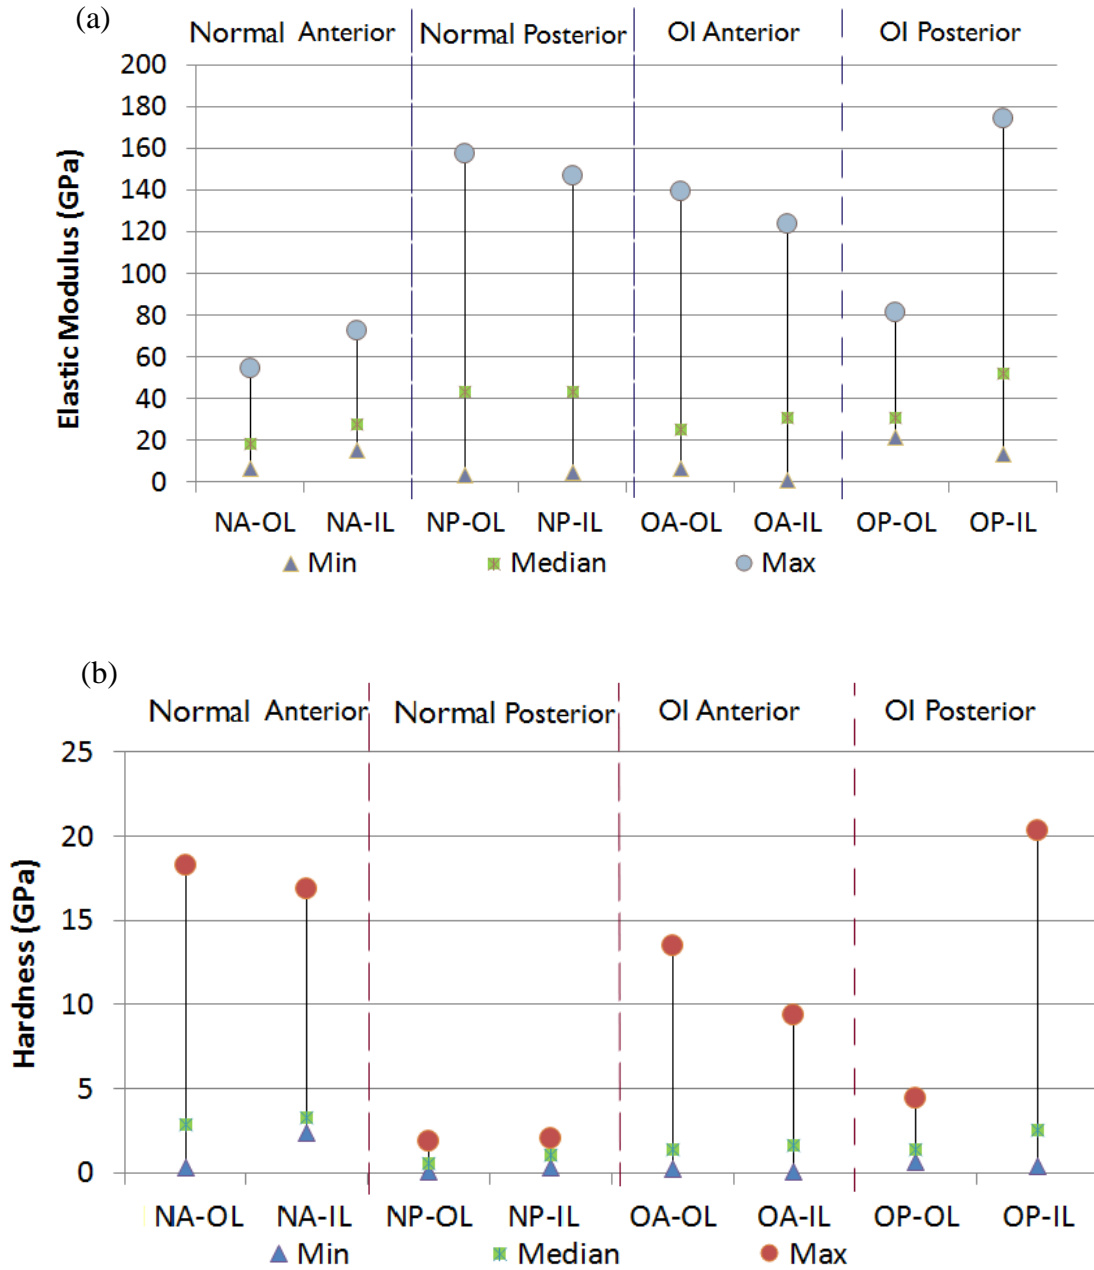 (a)
Normal Anterior Normal Posterior OI Anterior OI Posterior
200
180
160
140
120
100
80
60
40
20
0
Elastic Modulus (GPa)
NA-OL NA-IL NP-OL NP-IL OA-OL OA-IL OP-OL OP-IL
Min Median Max
(b)
Normal Anterior Normal Posterior OI Anterior OI Posterior
25
20
15
10
5
0
Hardness (GPa)
NA-OL NA-IL NP-OL NP-IL OA-OL OA-IL OP-OL OP-IL
Min Median Max